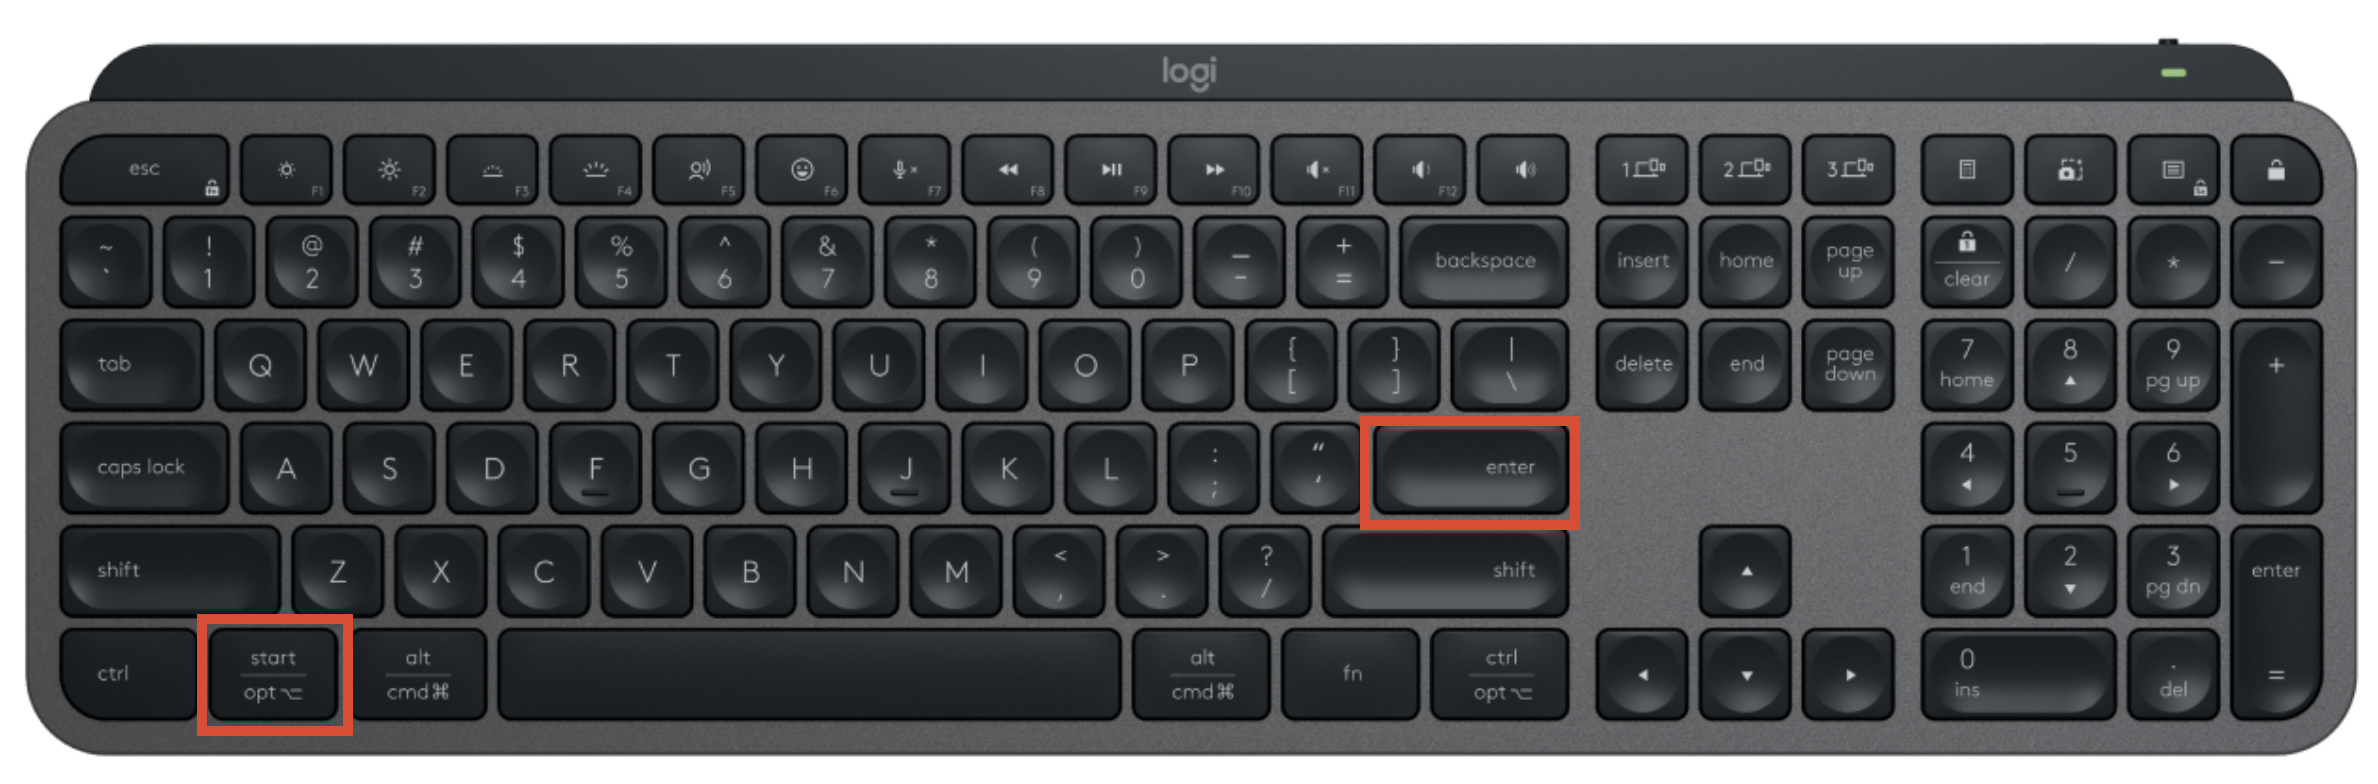 logi
esc F1 F2 F3 F4 F5 F6 F7 F8 F9 F10 F11 F12 1 2 3
~ ! @ # $ % ^ & * ( ) _ + backspace insert home page up clear / * −
` 1 2 3 4 5 6 7 8 9 0 - =
tab Q W E R T Y U I O P { [ } ] | \ delete end page down 7 home 8 9 pg up +
caps lock A S D F G H J K L : ; “ ‘ enter 4 5 6
shift Z X C V B N M < , > . ? / shift 1 end 2 3 pg dn enter
ctrl start alt alt fn ctrl 0 . =
opt ⌥ cmd ⌘ cmd ⌘ opt ⌥ ins del